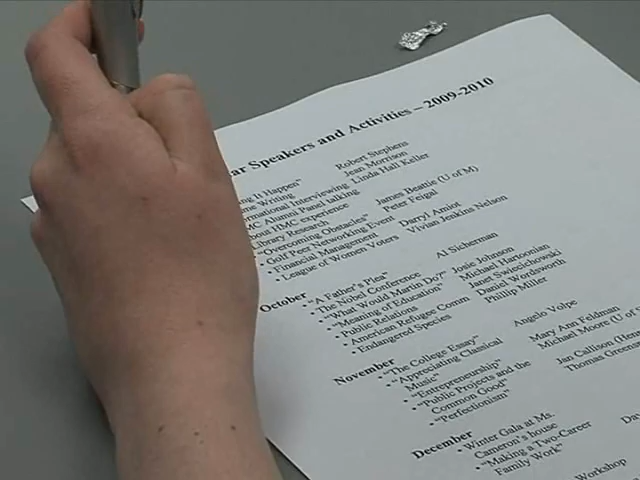 ar Speakers and Activities – 2009-2010
ng It Happen" Robert Stephens
me Writing Jean Morrison
ormational Interviewing Linda Hall Keller
MC Alumni Panel talking
bout HMC experience
Library Research James Beattie (U of M)
"Overcoming Obstacles" Peter Feigal
• Golf Peer Networking Event
• Financial Management Darryl Amiot
• League of Women Voters Vivian Jenkins Nelson
October • "A Father's Plea" Al Sicherman
• The Nobel Conference
• "What Would Martin Do?" Josie Johnson
• "Meaning of Education" Michael Hartoonian
• Public Relations Janet Swiecichowski
• American Refugee Comm Daniel Wordsworth
• Endangered Species Phillip Miller
November • "The College Essay" Angelo Volpe
• "Appreciating Classical
Music" Mary Ann Feldman
• "Entrepreneurship" Michael Moore (U of
• "Public Projects and the
Common Good" Jan Callison (Hen
• "Perfectionism" Thomas Greens
December • Winter Gala at Ms.
Cameron's house
• "Making a Two-Career
Family Work"
Workshop